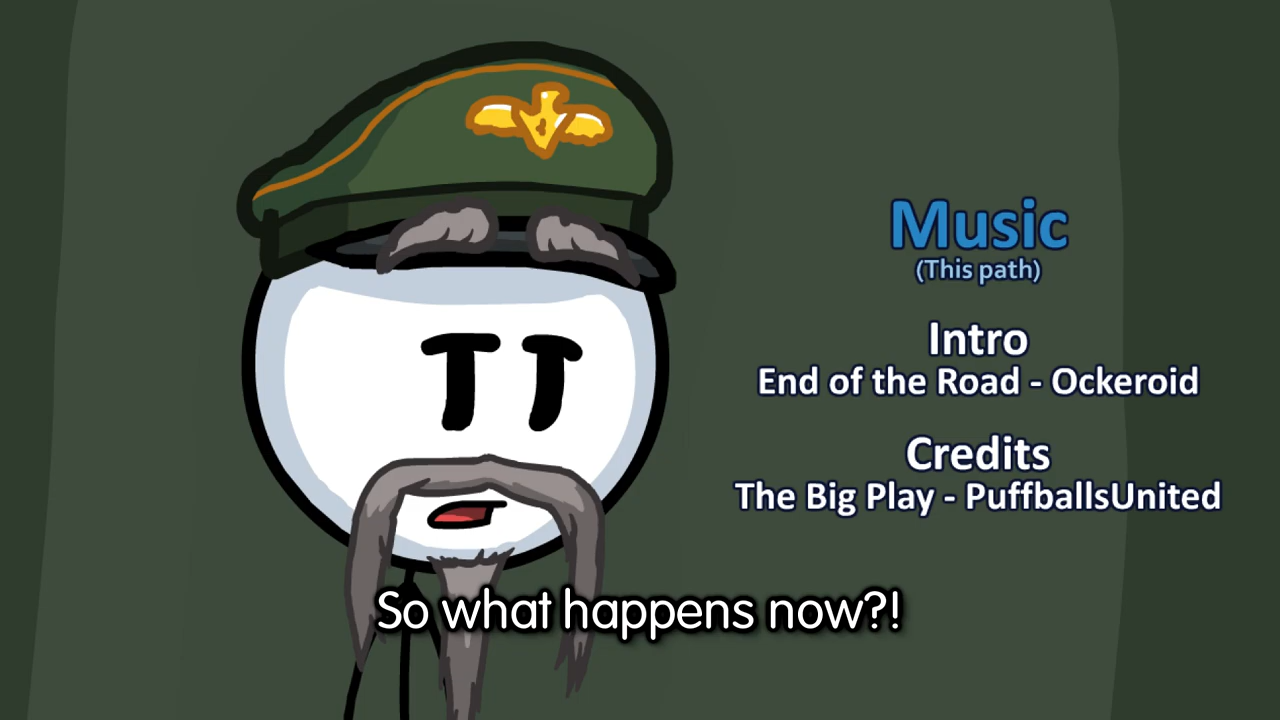 Music
(This path)
Intro
End of the Road - Ockeroid
Credits
The Big Play - PuffballsUnited
So what happens now?!